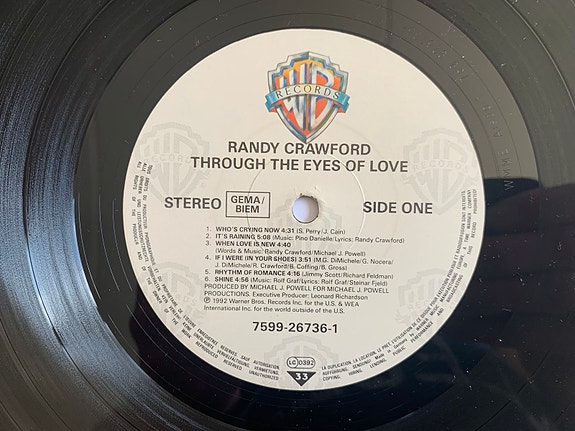 WB
RECORDS
RANDY CRAWFORD
THROUGH THE EYES OF LOVE
STEREO
GEMA/
BIEM
SIDE ONE
1. WHO'S CRYING NOW 4:31 (S. Perry/J. Cain)
2. IT'S RAINING 5:08 (Music: Pino Danielle/Lyrics: Randy Crawford)
3. WHEN LOVE IS NEW 4:40
(Words & Music: Randy Crawford/Michael J. Powell)
4. IF I WERE (IN YOUR SHOES) 3:51 (M.G. DiMichele/G. Nocera/
J. DiMichele/R. Crawford/B. Coffing/B. Gross)
5. RHYTHM OF ROMANCE 4:16 (Jimmy Scott/Richard Feldman)
6. SHINE 4:56 (Music: Rolf Graf/Lyrics: Rolf Graf/Steinar Fjeld)
PRODUCED BY MICHAEL J. POWELL FOR MICHAEL J. POWELL
PRODUCTIONS. Executive Producer: Leonard Richardson
℗ 1992 Warner Bros. Records Inc. for the U.S. & WEA
International Inc. for the world outside of the U.S.
7599-26736-1
LC 0392
33